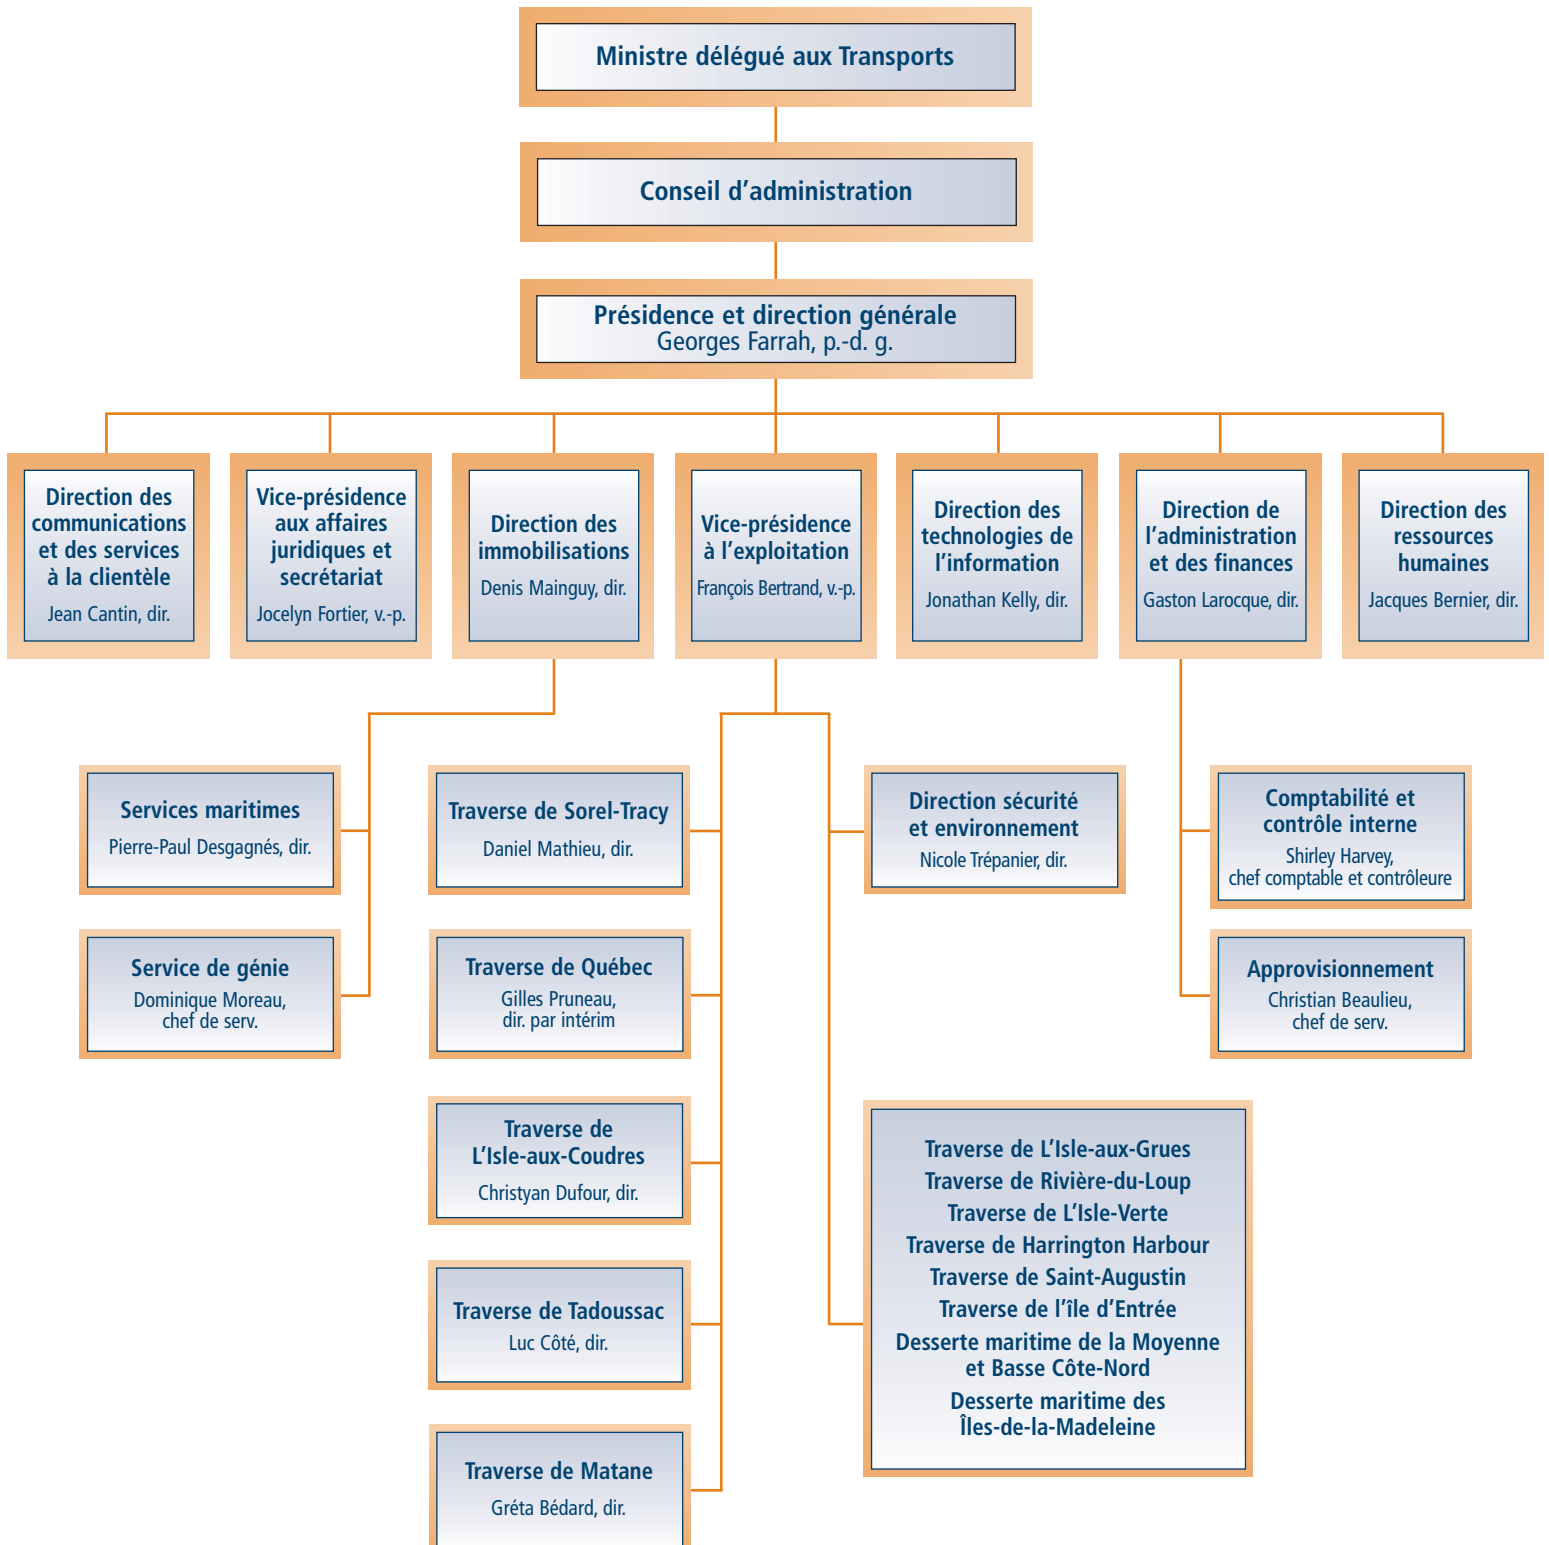 Ministre délégué aux Transports
Conseil d’administration
Présidence et direction générale
Georges Farrah, p.-d. g.
Direction des
communications
et des services
à la clientèle
Jean Cantin, dir.
Vice-présidence
aux affaires
juridiques et
secrétariat
Jocelyn Fortier, v.-p.
Direction des
immobilisations
Denis Mainguy, dir.
Vice-présidence
à l’exploitation
François Bertrand, v.-p.
Direction des
technologies de
l’information
Jonathan Kelly, dir.
Direction de
l’administration
et des finances
Gaston Larocque, dir.
Direction des
ressources
humaines
Jacques Bernier, dir.
Services maritimes
Pierre-Paul Desgagnés, dir.
Service de génie
Dominique Moreau,
chef de serv.
Traverse de Sorel-Tracy
Daniel Mathieu, dir.
Traverse de Québec
Gilles Pruneau,
dir. par intérim
Traverse de
L’Isle-aux-Coudres
Christyan Dufour, dir.
Traverse de Tadoussac
Luc Côté, dir.
Traverse de Matane
Gréta Bédard, dir.
Direction sécurité
et environnement
Nicole Trépanier, dir.
Traverse de L’Isle-aux-Grues
Traverse de Rivière-du-Loup
Traverse de L’Isle-Verte
Traverse de Harrington Harbour
Traverse de Saint-Augustin
Traverse de l’île d’Entrée
Desserte maritime de la Moyenne
et Basse Côte-Nord
Desserte maritime des
Îles-de-la-Madeleine
Comptabilité et
contrôle interne
Shirley Harvey,
chef comptable et contrôleure
Approvisionnement
Christian Beaulieu,
chef de serv.